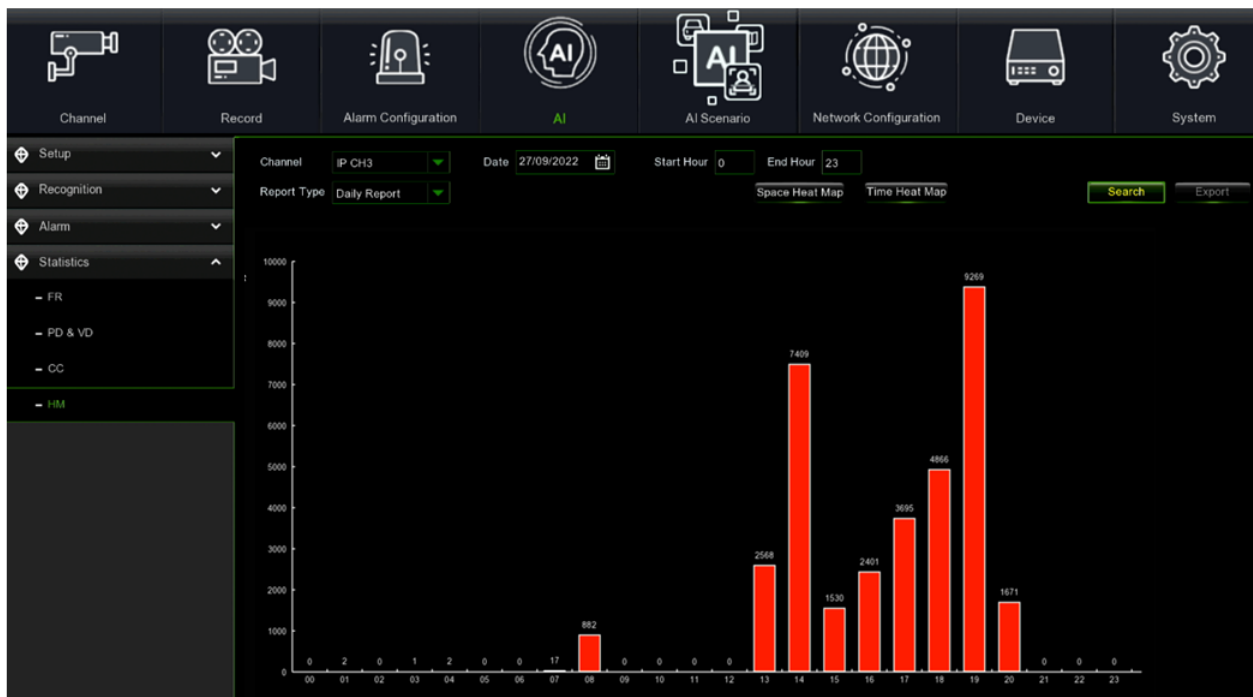 AI
AI
Channel
Record
Alarm Configuration
AI
AI Scenario
Network Configuration
Device
System
Setup
Channel IP CH3 Date 27/09/2022 Start Hour 0 End Hour 23
Recognition
Report Type Daily Report Space Heat Map Time Heat Map Search Export
Alarm
Statistics
FR
PD & VD
CC
HM
10000
9000
8000
7000
6000
5000
4000
3000
2000
1000
0
0 2 0 1 2 0 0 17 882 0 0 0 0 2568 7409 1530 2401 3695 4866 9269 1671 0 0 0
00 01 02 03 04 05 06 07 08 09 10 11 12 13 14 15 16 17 18 19 20 21 22 23